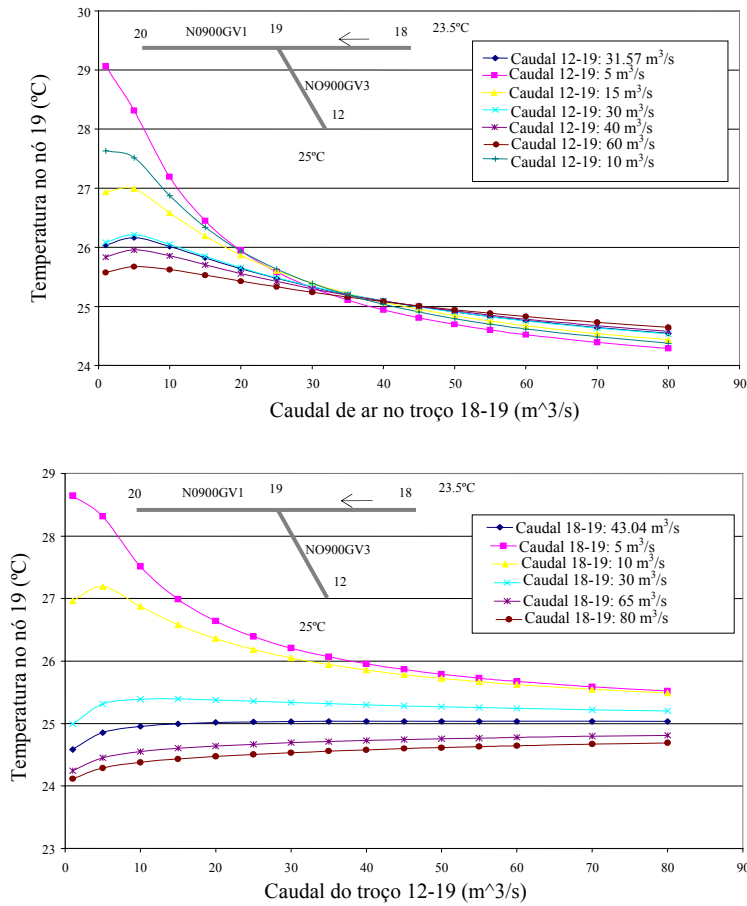 30
29
28
27
26
25
24
0 10 20 30 40 50 60 70 80 90
Temperatura no nó 19 (ºC)
Caudal de ar no troço 18-19 (m^3/s)
20 N0900GV1 19 18 23.5ºC
NO900GV3
12
25ºC
Caudal 12-19: 31.57 m³/s
Caudal 12-19: 5 m³/s
Caudal 12-19: 15 m³/s
Caudal 12-19: 30 m³/s
Caudal 12-19: 40 m³/s
Caudal 12-19: 60 m³/s
Caudal 12-19: 10 m³/s
29
28
27
26
25
24
23
0 10 20 30 40 50 60 70 80 90
Temperatura no nó 19 (ºC)
Caudal do troço 12-19 (m^3/s)
20 N0900GV1 19 18 23.5ºC
NO900GV3
12
25ºC
Caudal 18-19: 43.04 m³/s
Caudal 18-19: 5 m³/s
Caudal 18-19: 10 m³/s
Caudal 18-19: 30 m³/s
Caudal 18-19: 65 m³/s
Caudal 18-19: 80 m³/s